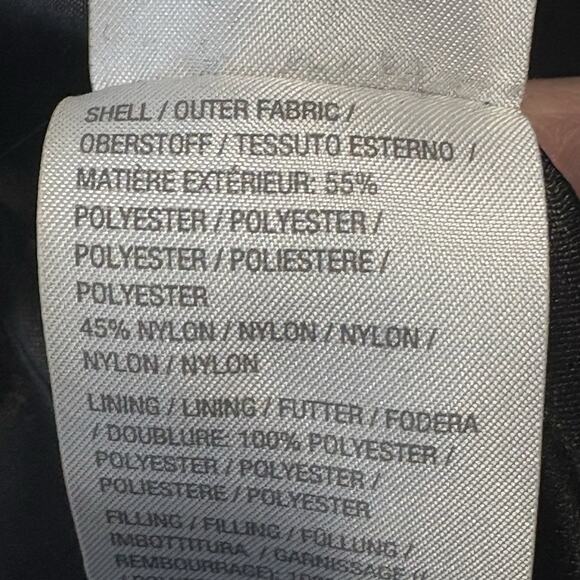 SHELL / OUTER FABRIC /
OBERSTOFF / TESSUTO ESTERNO /
MATIÈRE EXTÉRIEUR: 55%
POLYESTER / POLYESTER /
POLYESTER / POLIESTERE /
POLYESTER
45% NYLON / NYLON / NYLON /
NYLON / NYLON
LINING / LINING / FUTTER / FODERA
/ DOUBLURE: 100% POLYESTER /
POLYESTER / POLYESTER /
POLIESTERE / POLYESTER
FILLING / FILLING / FÜLLUNG /
IMBOTTITURA / GARNISSAGE //
REMBOURRAGE: